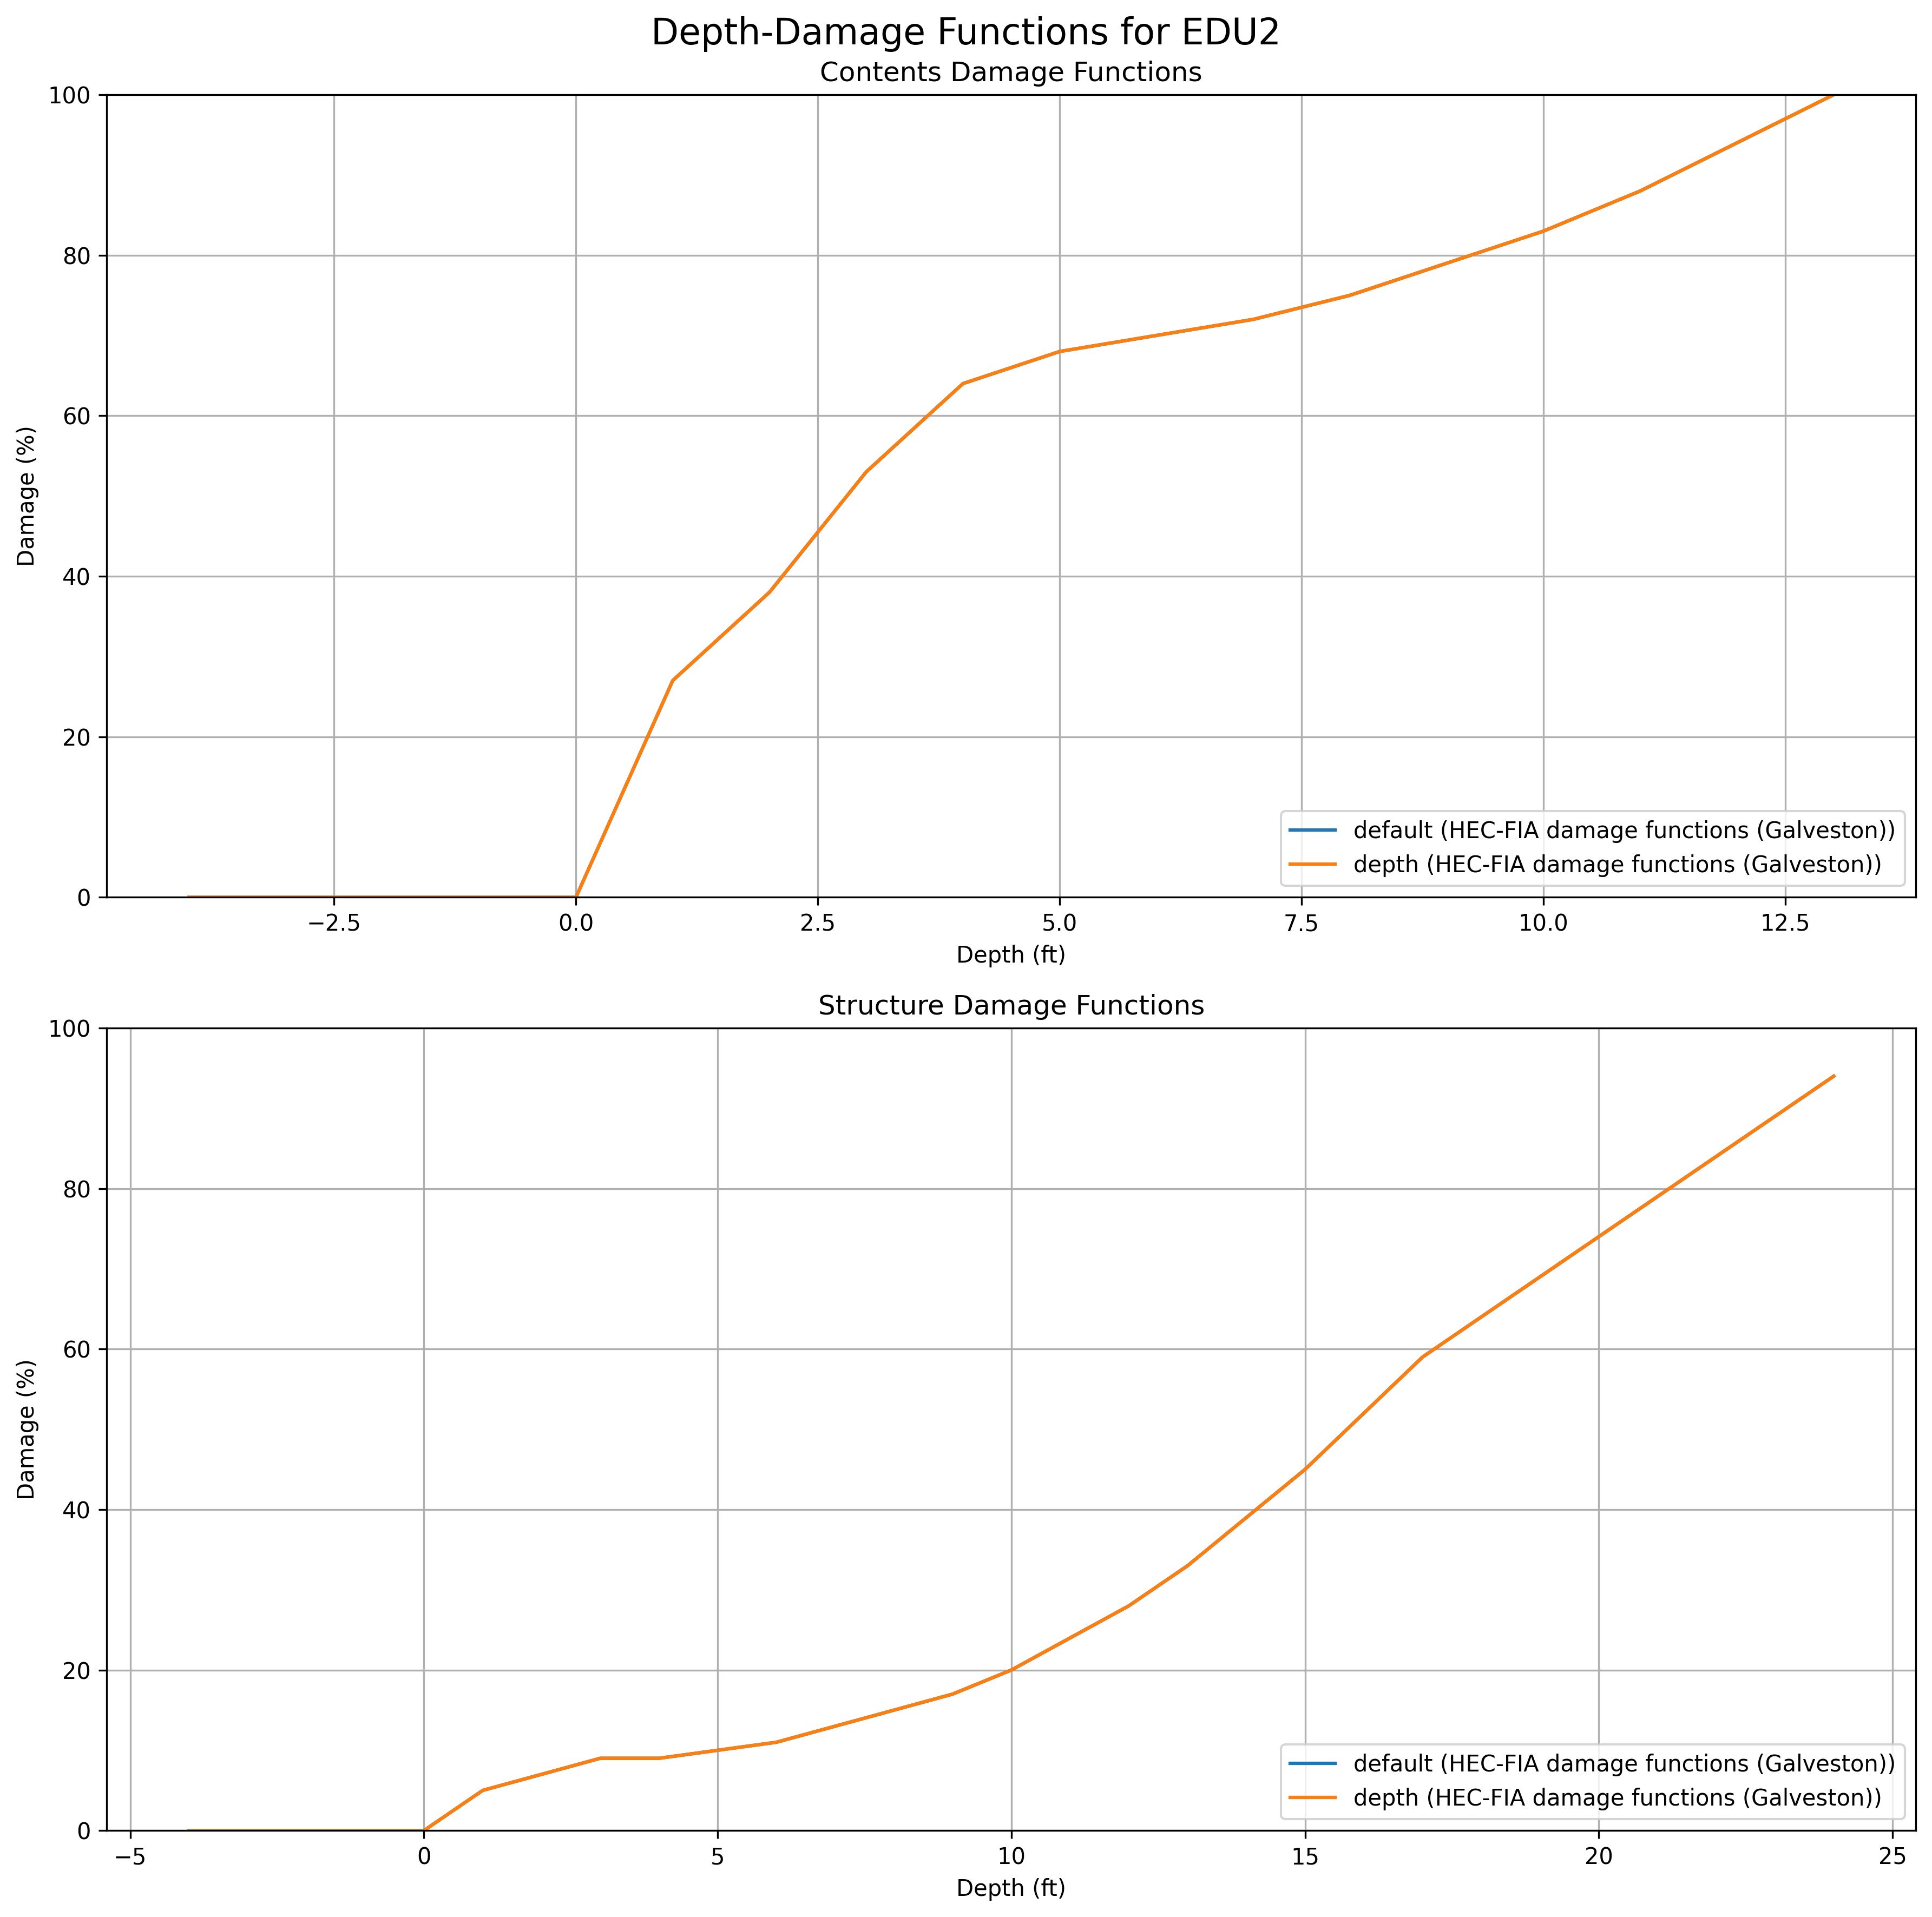 Depth-Damage Functions for EDU2
Contents Damage Functions
100
80
60
40
20
0
Damage (%)
−2.5 0.0 2.5 5.0 7.5 10.0 12.5
Depth (ft)
default (HEC-FIA damage functions (Galveston))
depth (HEC-FIA damage functions (Galveston))
Structure Damage Functions
100
80
60
40
20
0
Damage (%)
−5 0 5 10 15 20 25
Depth (ft)
default (HEC-FIA damage functions (Galveston))
depth (HEC-FIA damage functions (Galveston))